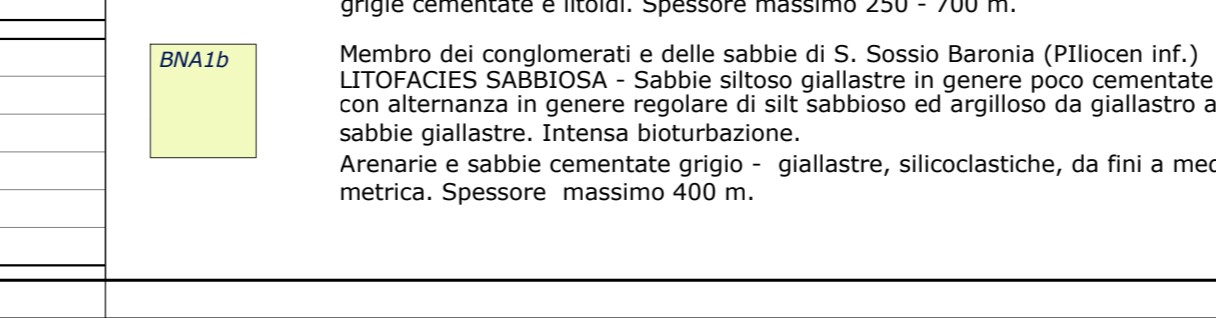 grigie cementate e litoidi. Spessore massimo 250 - 700 m.
BNA1b
Membro dei conglomerati e delle sabbie di S. Sossio Baronia (PIliocen inf.)
LITOFACIES SABBIOSA - Sabbie siltoso giallastre in genere poco cementate
con alternanza in genere regolare di silt sabbioso ed argilloso da giallastro a
sabbie giallastre. Intensa bioturbazione.
Arenarie e sabbie cementate grigio - giallastre, silicoclastiche, da fini a
metrica. Spessore massimo 400 m.